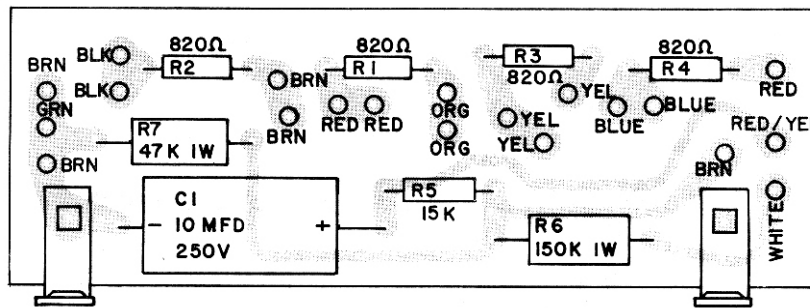 820Ω
820Ω
R3
820Ω
820Ω
BLK
R2
R1
R4
BRN
BLK
BRN
YEL
RED
GRN
ORG
BLUE
BLUE
BRN
RED
RED
YEL
R7
47K 1W
ORG
YEL
RED/YE
BRN
BRN
C1
10 MFD
250V
-
+
R5
15K
R6
150K 1W
WHITE